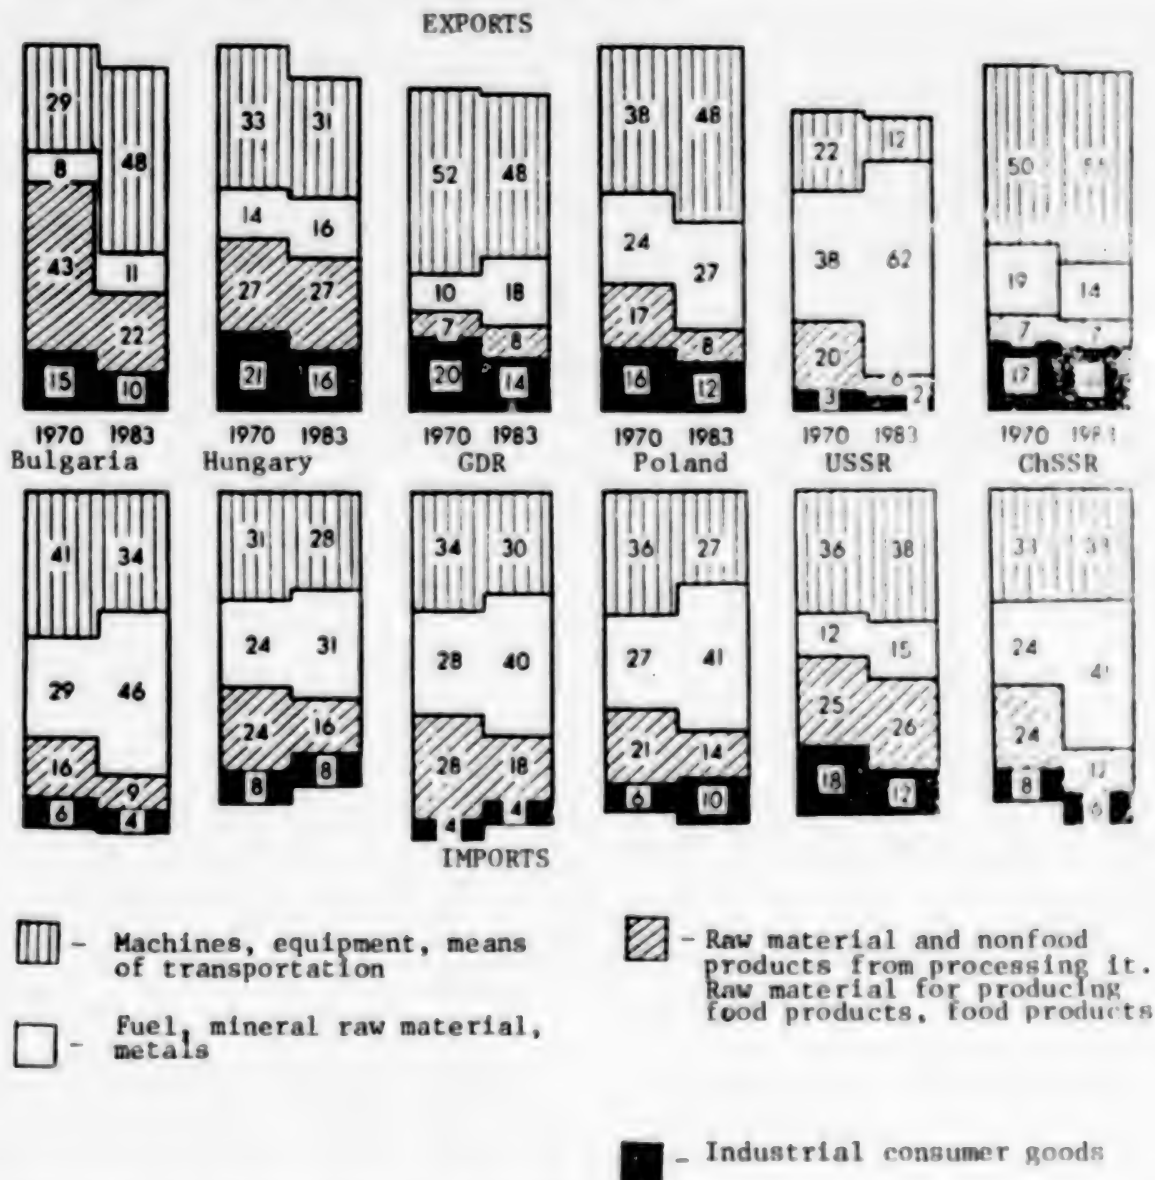 EXPORTS
29 48 33 31 52 48 38 48 22 12 50
8 11 14 16 10 18 24 27 38 62 19 14
43 22 27 27 7 8 17 8 20 6 7 7
15 10 21 16 20 14 16 12 3 2 17
1970 1983 1970 1983 1970 1983 1970 1983 1970 1983 1970
Bulgaria Hungary GDR Poland USSR ChSSR
41 34 31 28 34 30 36 27 36 38 33
29 46 24 31 28 40 27 41 12 15 24 41
16 9 24 16 28 18 21 14 25 26 24
6 4 8 8 4 4 6 10 18 12 8 6
IMPORTS
- Machines, equipment, means
of transportation
- Fuel, mineral raw material,
metals
- Raw material and nonfood
products from processing it.
Raw material for producing
food products, food products
- Industrial consumer goods